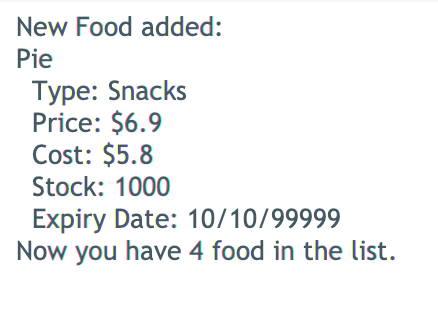 New Food added:
Pie
Type: Snacks
Price: $6.9
Cost: $5.8
Stock: 1000
Expiry Date: 10/10/99999
Now you have 4 food in the list.